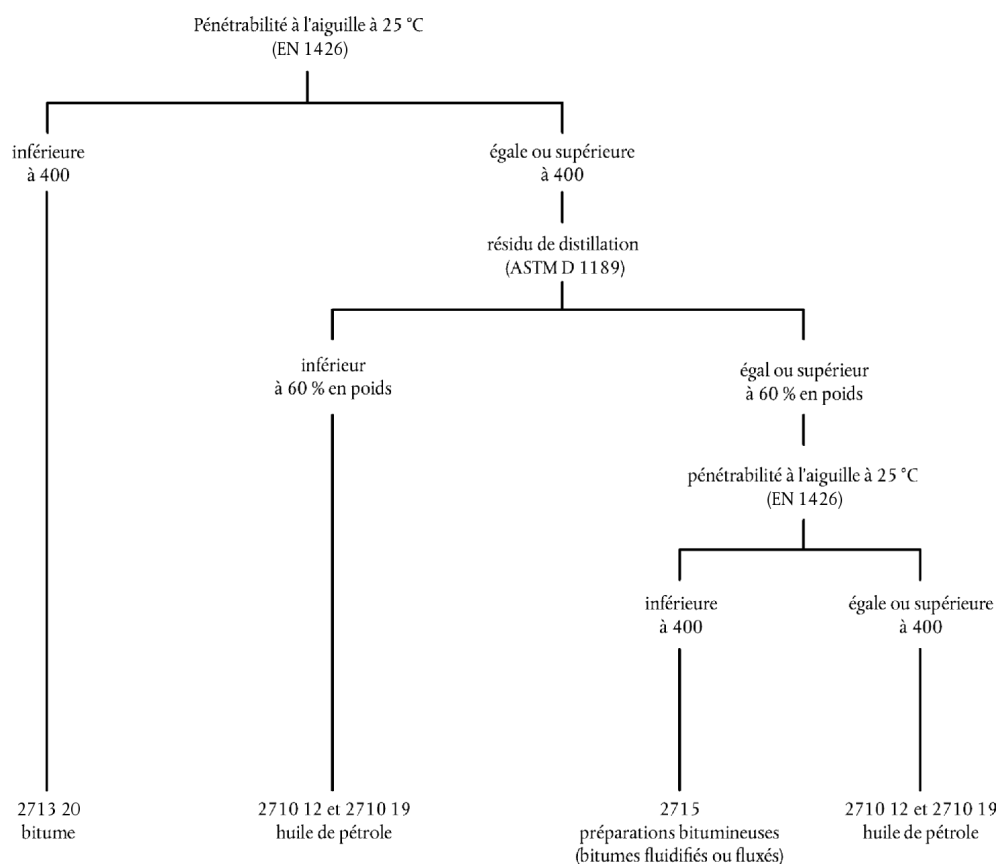 Pénétrabilité à l'aiguille à 25 °C
(EN 1426)
inférieure
à 400
égale ou supérieure
à 400
résidu de distillation
(ASTM D 1189)
inférieur
à 60 % en poids
égal ou supérieur
à 60 % en poids
pénétrabilité à l'aiguille à 25 °C
(EN 1426)
inférieure
à 400
égale ou supérieure
à 400
2713 20
bitume
2710 12 et 2710 19
huile de pétrole
2715
préparations bitumineuses
(bitumes fluidifiés ou fluxés)
2710 12 et 2710 19
huile de pétrole